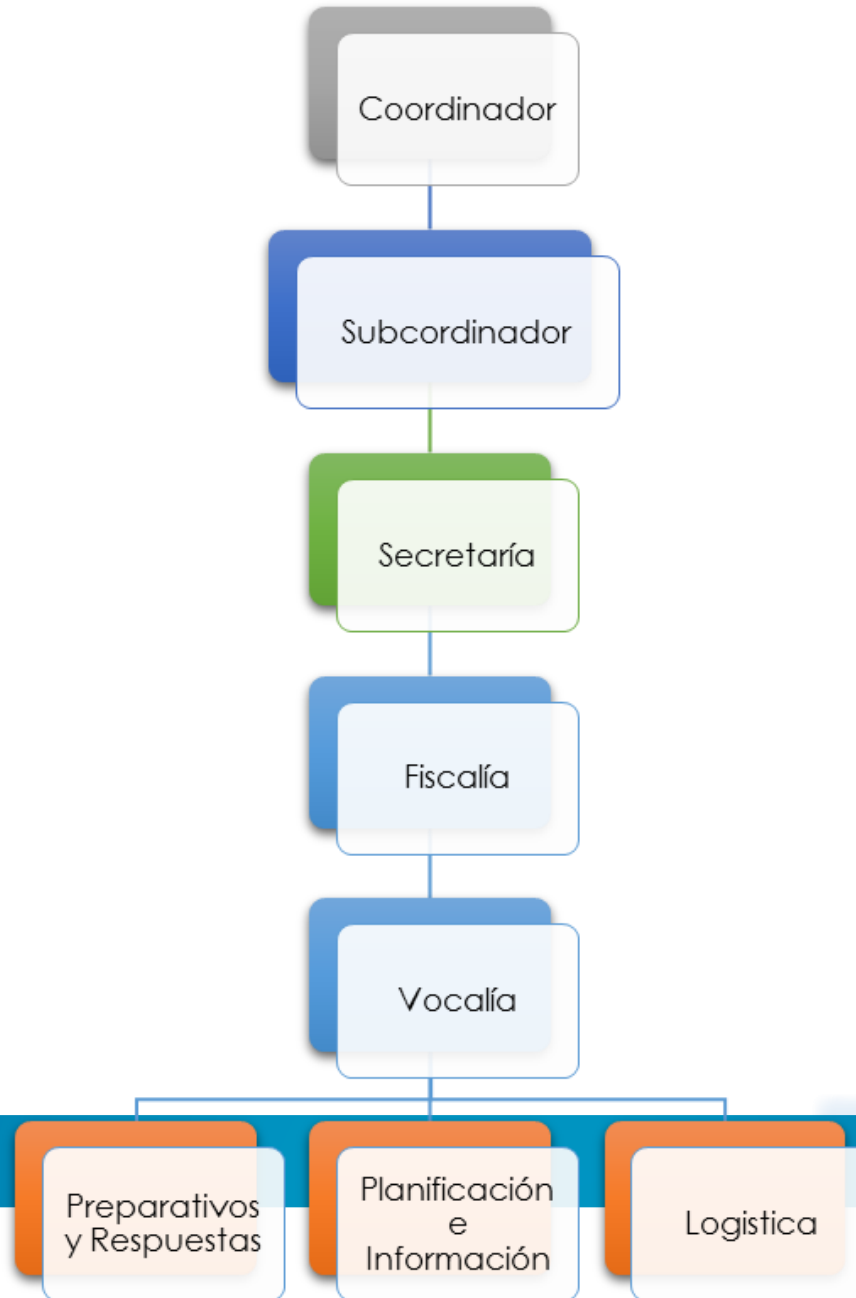 Coordinador
Subcordinador
Secretaría
Fiscalía
Vocalía
Preparativos
y Respuestas
Planificación
e
Información
Logistica